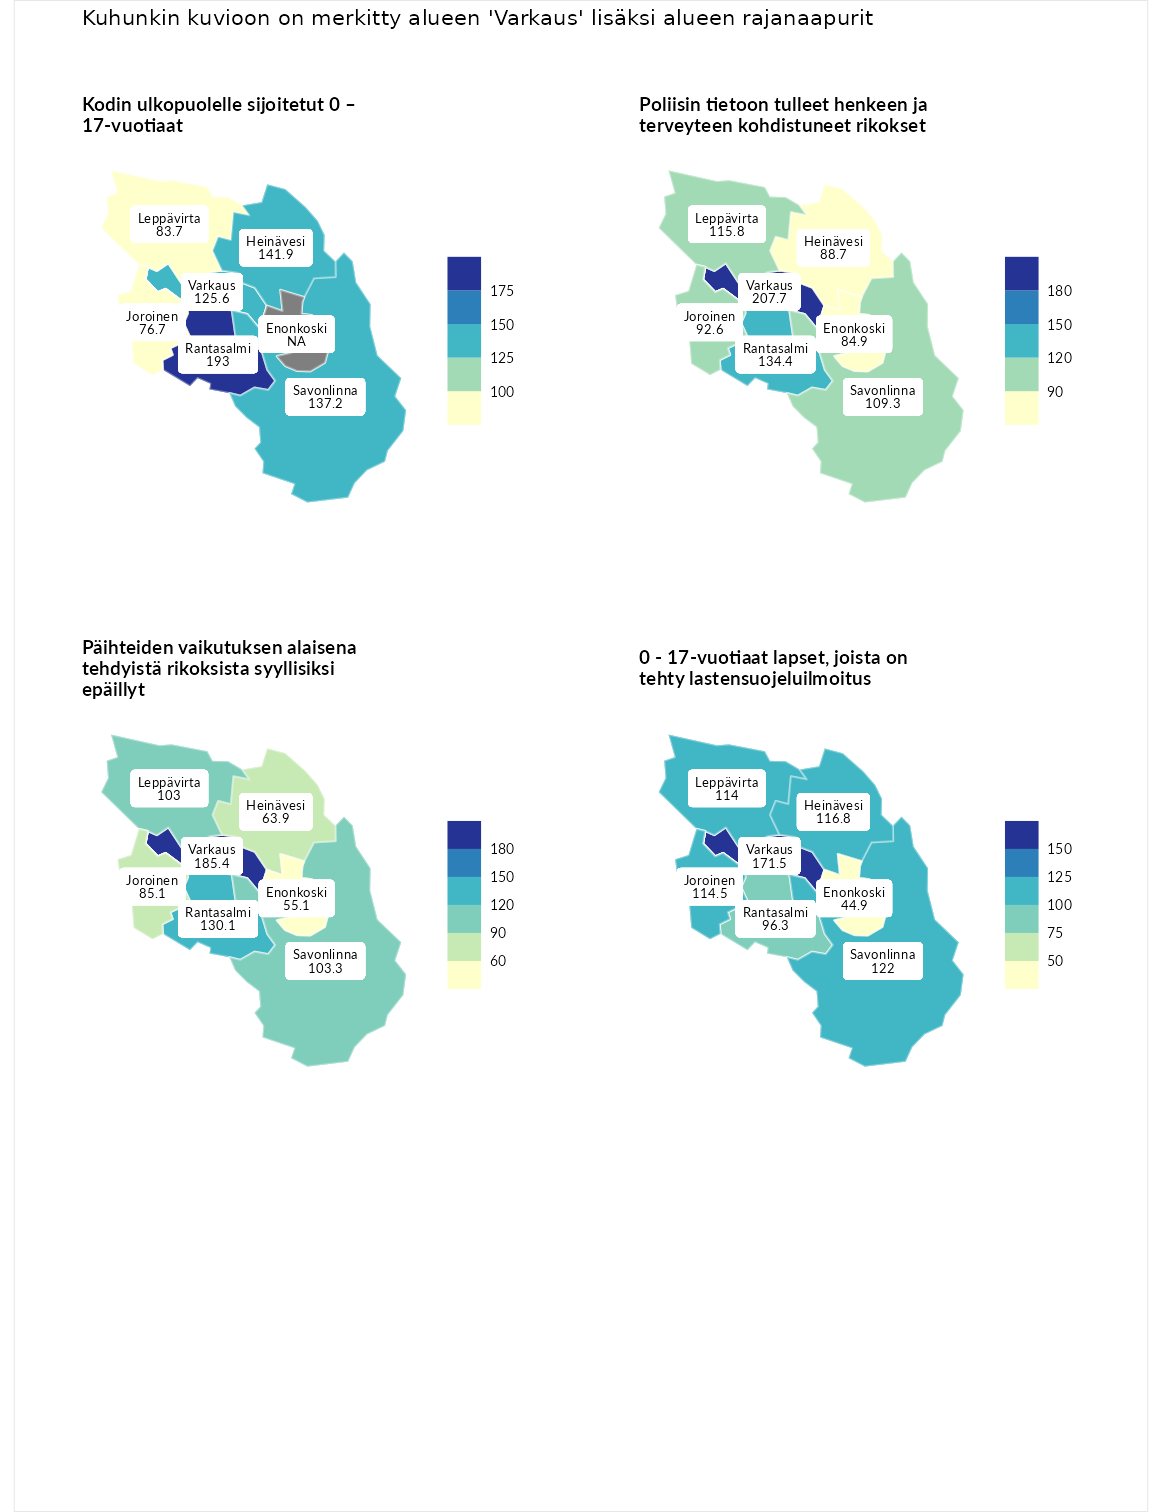 Kuhunkin kuvioon on merkitty alueen 'Varkaus' lisäksi alueen rajanaapurit
Kodin ulkopuolelle sijoitetut 0 –
17-vuotiaat
Leppävirta
83.7
Heinävesi
141.9
Varkaus
125.6
Joroinen
76.7
Enonkoski
NA
Rantasalmi
193
Savonlinna
137.2
175
150
125
100
Poliisin tietoon tulleet henkeen ja
terveyteen kohdistuneet rikokset
Leppävirta
115.8
Heinävesi
88.7
Varkaus
207.7
Joroinen
92.6
Enonkoski
84.9
Rantasalmi
134.4
Savonlinna
109.3
180
150
120
90
Päihteiden vaikutuksen alaisena
tehdyistä rikoksista syyllisiksi
epäillyt
Leppävirta
103
Heinävesi
63.9
Varkaus
185.4
Joroinen
85.1
Enonkoski
55.1
Rantasalmi
130.1
Savonlinna
103.3
180
150
120
90
60
0 - 17-vuotiaat lapset, joista on
tehty lastensuojeluilmoitus
Leppävirta
114
Heinävesi
116.8
Varkaus
171.5
Joroinen
114.5
Enonkoski
44.9
Rantasalmi
96.3
Savonlinna
122
150
125
100
75
50